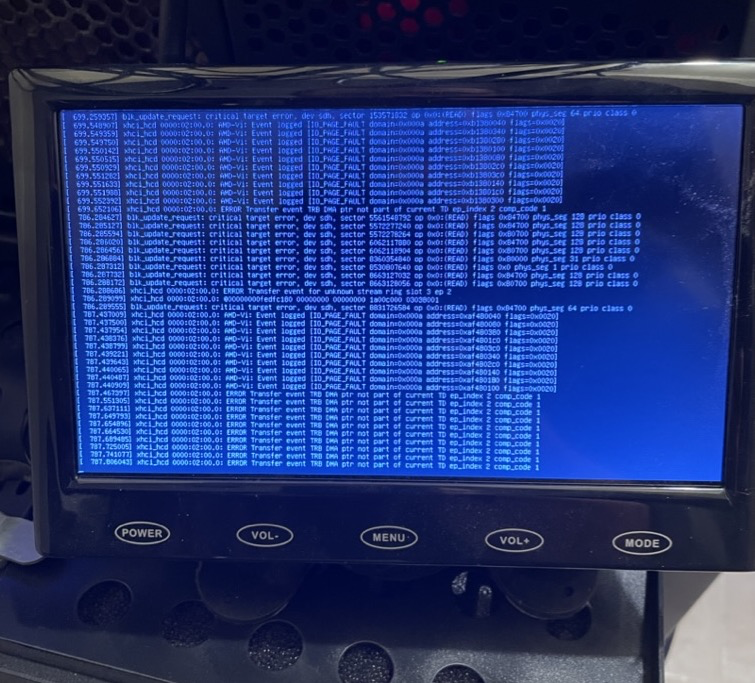 [ 699.259357] blk_update_request: critical target error, dev sdh, sector 153571832 op 0x0:(READ) flags 0x84700 phys_seg 64 prio class 0
[ 699.548907] xhci_hcd 0000:02:00.0: AMD-Vi: Event logged [IO_PAGE_FAULT domain=0x000a address=0xb1380040 flags=0x0020]
[ 699.549359] xhci_hcd 0000:02:00.0: AMD-Vi: Event logged [IO_PAGE_FAULT domain=0x000a address=0xb1380340 flags=0x0020]
[ 699.549750] xhci_hcd 0000:02:00.0: AMD-Vi: Event logged [IO_PAGE_FAULT domain=0x000a address=0xb1380280 flags=0x0020]
[ 699.550142] xhci_hcd 0000:02:00.0: AMD-Vi: Event logged [IO_PAGE_FAULT domain=0x000a flags=0x0020]
[ 699.550515] xhci_hcd 0000:02:00.0: AMD-Vi: Event logged [IO_PAGE_FAULT domain=0x000a address=0xb1380080 flags=0x0020]
[ 699.550929] xhci_hcd 0000:02:00.0: AMD-Vi: Event logged [IO_PAGE_FAULT domain=0x000a address=0xb13802c0 flags=0x0020]
[ 699.551282] xhci_hcd 0000:02:00.0: AMD-Vi: Event logged [IO_PAGE_FAULT domain=0x000a flags=0x0020]
[ 699.551633] xhci_hcd 0000:02:00.0: AMD-Vi: Event logged [IO_PAGE_FAULT domain=0x000a address=0xb1380140 flags=0x0020]
[ 699.551988] xhci_hcd 0000:02:00.0: AMD-Vi: Event logged [IO_PAGE_FAULT domain=0x000a address=0xb13801c0 flags=0x0020]
[ 699.552392] xhci_hcd 0000:02:00.0: AMD-Vi: Event logged [IO_PAGE_FAULT domain=0x000a address=0xb1380300 flags=0x0020]
[ 699.652106] xhci_hcd 0000:02:00.0: ERROR Transfer event TRB DMA ptr not part of current TD ep_index 2 comp_code 1
[ 786.284627] blk_update_request: critical target error, dev sdh, sector 5561548792 op 0x0:(READ) flags 0x84700 phys_seg 128 prio class 0
[ 786.285127] blk_update_request: critical target error, dev sdh, sector 5572277240 op 0x0:(READ) flags 0x84700 phys_seg 128 prio class 0
[ 786.285594] blk_update_request: critical target error, dev sdh, sector 5572278264 op 0x0:(READ) flags 0x80700 phys_seg 128 prio class 0
[ 786.286020] blk_update_request: critical target error, dev sdh, sector 6062117880 op 0x0:(READ) flags 0x84700 phys_seg 128 prio class 0
[ 786.286456] blk_update_request: critical target error, dev sdh, sector 6062118904 op 0x0:(READ) flags 0x80700 phys_seg 128 prio class 0
[ 786.286884] blk_update_request: critical target error, dev sdh, sector 8360354840 op 0x0:(READ) flags 0x80000 phys_seg 31 prio class 0
[ 786.287312] blk_update_request: critical target error, dev sdh, sector 8530807640 op 0x0:(READ) flags 0x0 phys_seg 1 prio class 0
[ 786.287732] blk_update_request: critical target error, dev sdh, sector 8663127032 op 0x0:(READ) flags 0x84700 phys_seg 128 prio class 0
[ 786.288172] blk_update_request: critical target error, dev sdh, sector 8663128056 op 0x0:(READ) flags 0x80700 phys_seg 128 prio class 0
[ 786.288686] xhci_hcd 0000:02:00.0: ERROR Transfer event for unknown stream ring slot 3 ep 2
[ 786.289099] xhci_hcd 0000:02:00.0: @00000000fedfc180 00000000 00000000 1a00c000 03038001
[ 786.289555] blk_update_request: critical target error, dev sdh, sector 8831726584 op 0x0:(READ) flags 0x84700 phys_seg 64 prio class 0
[ 787.437009] xhci_hcd 0000:02:00.0: AMD-Vi: Event logged [IO_PAGE_FAULT domain=0x000a address=0xaf480040 flags=0x0020]
[ 787.437500] xhci_hcd 0000:02:00.0: AMD-Vi: Event logged [IO_PAGE_FAULT domain=0x000a address=0xaf480080 flags=0x0020]
[ 787.437954] xhci_hcd 0000:02:00.0: AMD-Vi: Event logged [IO_PAGE_FAULT domain=0x000a address=0xaf480380 flags=0x0020]
[ 787.438376] xhci_hcd 0000:02:00.0: AMD-Vi: Event logged [IO_PAGE_FAULT domain=0x000a address=0xaf4801c0 flags=0x0020]
[ 787.438799] xhci_hcd 0000:02:00.0: AMD-Vi: Event logged [IO_PAGE_FAULT domain=0x000a address=0xaf4803c0 flags=0x0020]
[ 787.439221] xhci_hcd 0000:02:00.0: AMD-Vi: Event logged [IO_PAGE_FAULT domain=0x000a address=0xaf480340 flags=0x0020]
[ 787.439643] xhci_hcd 0000:02:00.0: AMD-Vi: Event logged [IO_PAGE_FAULT domain=0x000a address=0xaf4802c0 flags=0x0020]
[ 787.440065] xhci_hcd 0000:02:00.0: AMD-Vi: Event logged [IO_PAGE_FAULT domain=0x000a address=0xaf480140 flags=0x0020]
[ 787.440487] xhci_hcd 0000:02:00.0: AMD-Vi: Event logged [IO_PAGE_FAULT domain=0x000a address=0xaf480180 flags=0x0020]
[ 787.440909] xhci_hcd 0000:02:00.0: AMD-Vi: Event logged [IO_PAGE_FAULT domain=0x000a address=0xaf480100 flags=0x0020]
[ 787.467397] xhci_hcd 0000:02:00.0: ERROR Transfer event TRB DMA ptr not part of current TD ep_index 2 comp_code 1
[ 787.551305] xhci_hcd 0000:02:00.0: ERROR Transfer event TRB DMA ptr not part of current TD ep_index 2 comp_code 1
[ 787.637111] xhci_hcd 0000:02:00.0: ERROR Transfer event TRB DMA ptr not part of current TD ep_index 2 comp_code 1
[ 787.649793] xhci_hcd 0000:02:00.0: ERROR Transfer event TRB DMA ptr not part of current TD ep_index 2 comp_code 1
[ 787.654896] xhci_hcd 0000:02:00.0: ERROR Transfer event TRB DMA ptr not part of current TD ep_index 2 comp_code 1
[ 787.664530] xhci_hcd 0000:02:00.0: ERROR Transfer event TRB DMA ptr not part of current TD ep_index 2 comp_code 1
[ 787.689485] xhci_hcd 0000:02:00.0: ERROR Transfer event TRB DMA ptr not part of current TD ep_index 2 comp_code 1
[ 787.725005] xhci_hcd 0000:02:00.0: ERROR Transfer event TRB DMA ptr not part of current TD ep_index 2 comp_code 1
[ 787.741077] xhci_hcd 0000:02:00.0: ERROR Transfer event TRB DMA ptr not part of current TD ep_index 2 comp_code 1
[ 787.806043] xhci_hcd 0000:02:00.0: ERROR Transfer event TRB DMA ptr not part of current TD ep_index 2 comp_code 1
POWER VOL- MENU VOL+ MODE